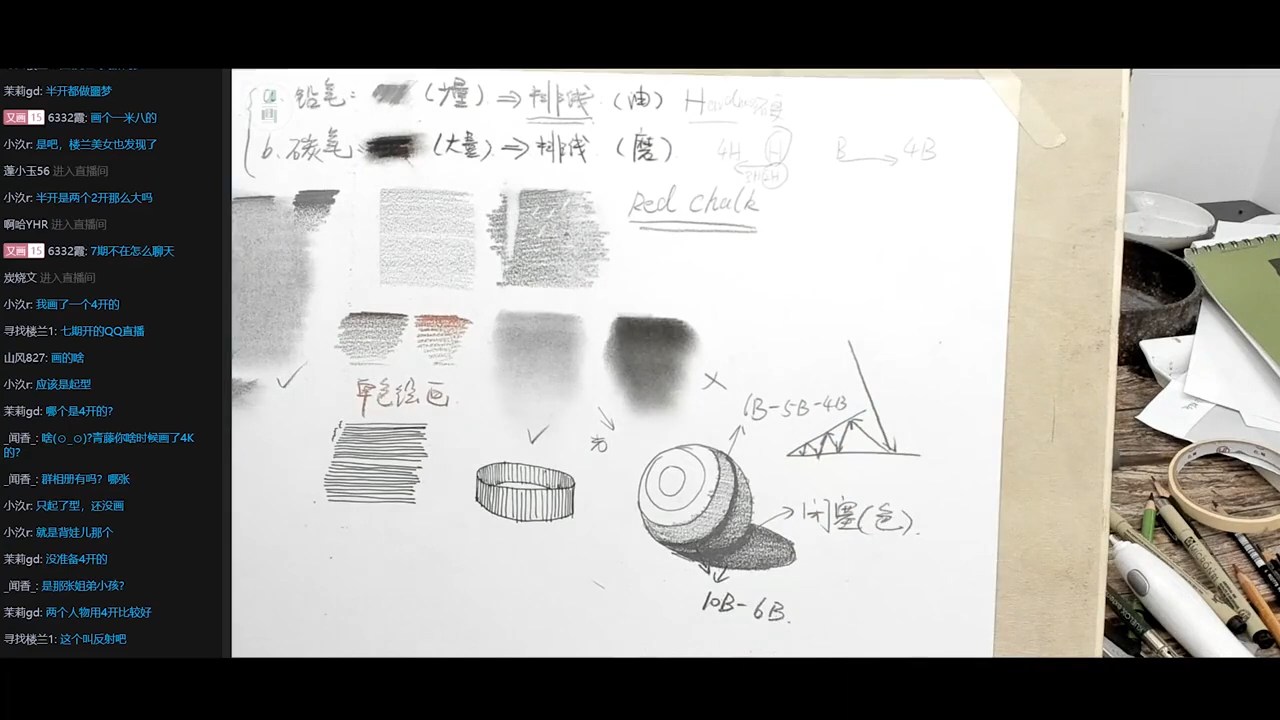 茉莉gd: 半开都做噩梦
又画 15 6332霞: 画个一米八的
小汝r: 是吧，楼兰美女也发现了
蓬小玉56 进入直播间
小汝r: 半开是两个2开那么大吗
啊哈YHR 进入直播间
又画 15 6332霞: 7期不在怎么聊天
炭烧文 进入直播间
小汝r: 我画了一个4开的
寻找楼兰1: 七期开的QQ直播
山风827: 画的啥
小汝r: 应该是起型
茉莉gd: 哪个是4开的?
_闻香_: 啥(⊙_⊙)?青藤你啥时候画了4K
的?
_闻香_: 群相册有吗？哪张
小汝r: 只起了型，还没画
小汝r: 就是背娃儿那个
茉莉gd: 没准备4开的
_闻香_: 是那张姐弟小孩?
茉莉gd: 两个人物用4开比较好
寻找楼兰1: 这个叫反射吧
a. 铅笔: (少量) ⇒ 排线 (油)
b. 碳笔 (大量) ⇒ 排线 (磨) 4H H B → 4B
Red chalk
单色绘画
6B-5B-4B
闭塞(色).
10B-6B.